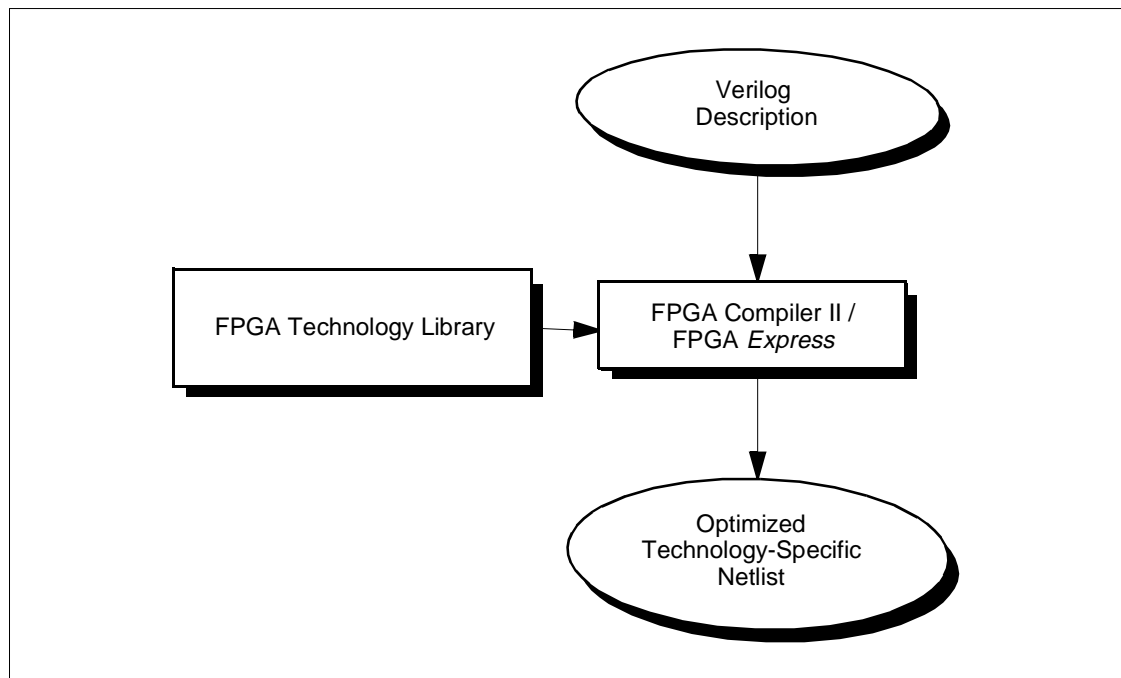 Verilog
Description
FPGA Technology Library
FPGA Compiler II /
FPGA Express
Optimized
Technology-Specific
Netlist